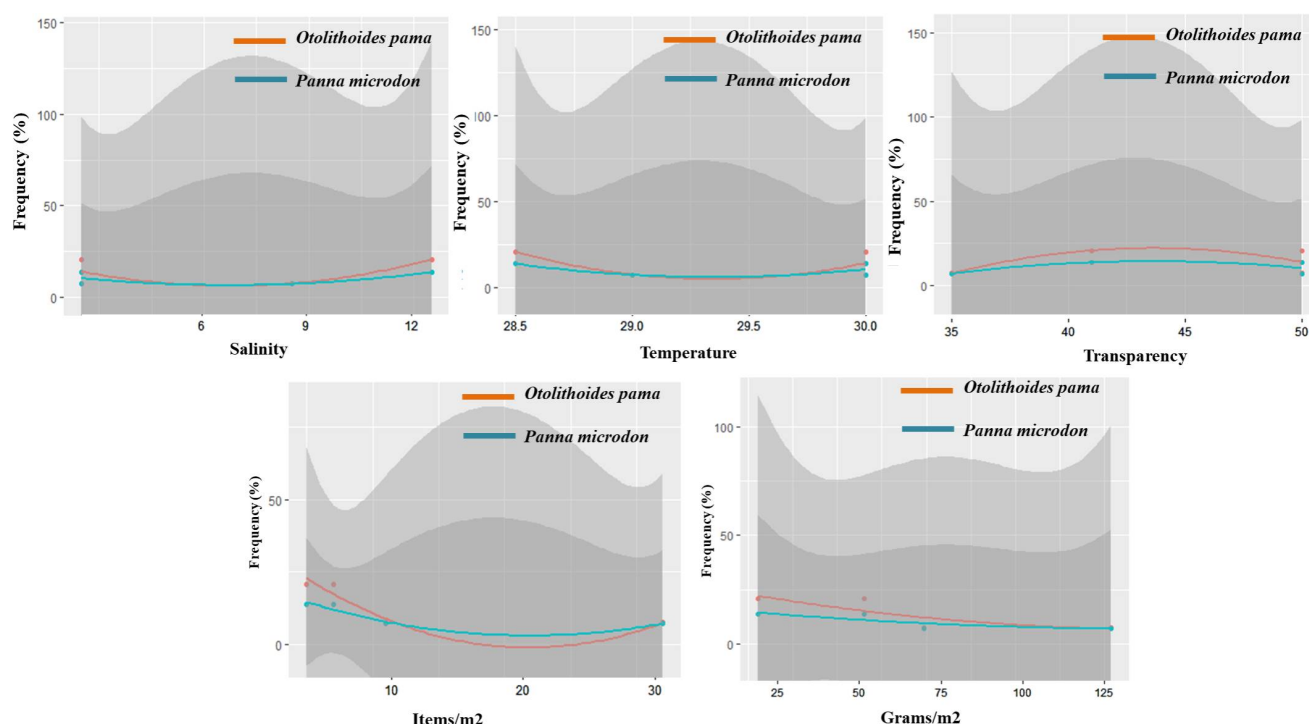 150
100
50
0
Frequency (%)
Otolithoides pama
Panna microdon
6
9
12
Salinity
150
100
50
0
Frequency (%)
Otolithoides pama
Panna microdon
28.5
29.0
29.5
30.0
Temperature
150
100
50
0
Frequency (%)
Otolithoides pama
Panna microdon
35
40
45
50
Transparency
50
0
Frequency (%)
Otolithoides pama
Panna microdon
10
20
30
Items/m2
100
50
0
Frequency (%)
Otolithoides pama
Panna microdon
25
50
75
100
125
Grams/m2